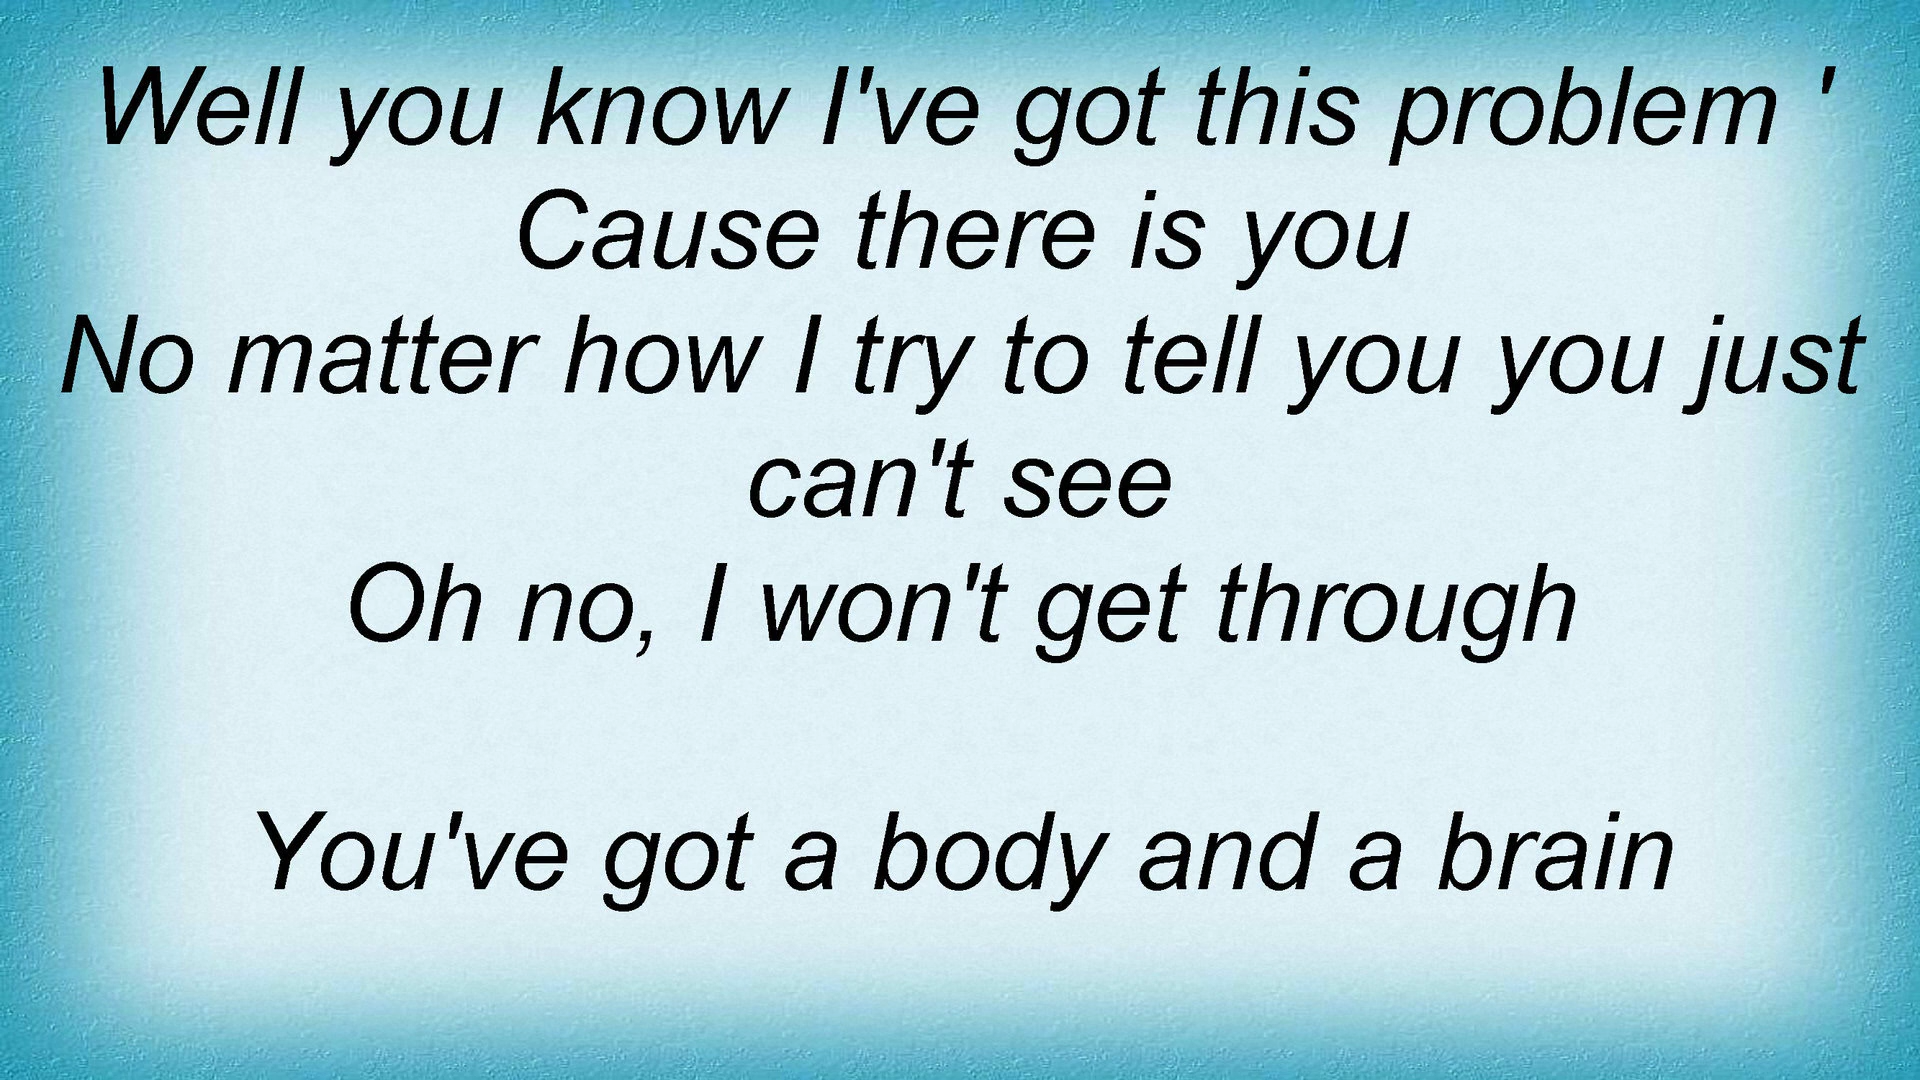 Well you know I've got this problem '
Cause there is you
No matter how I try to tell you you just
can't see
Oh no, I won't get through
You've got a body and a brain